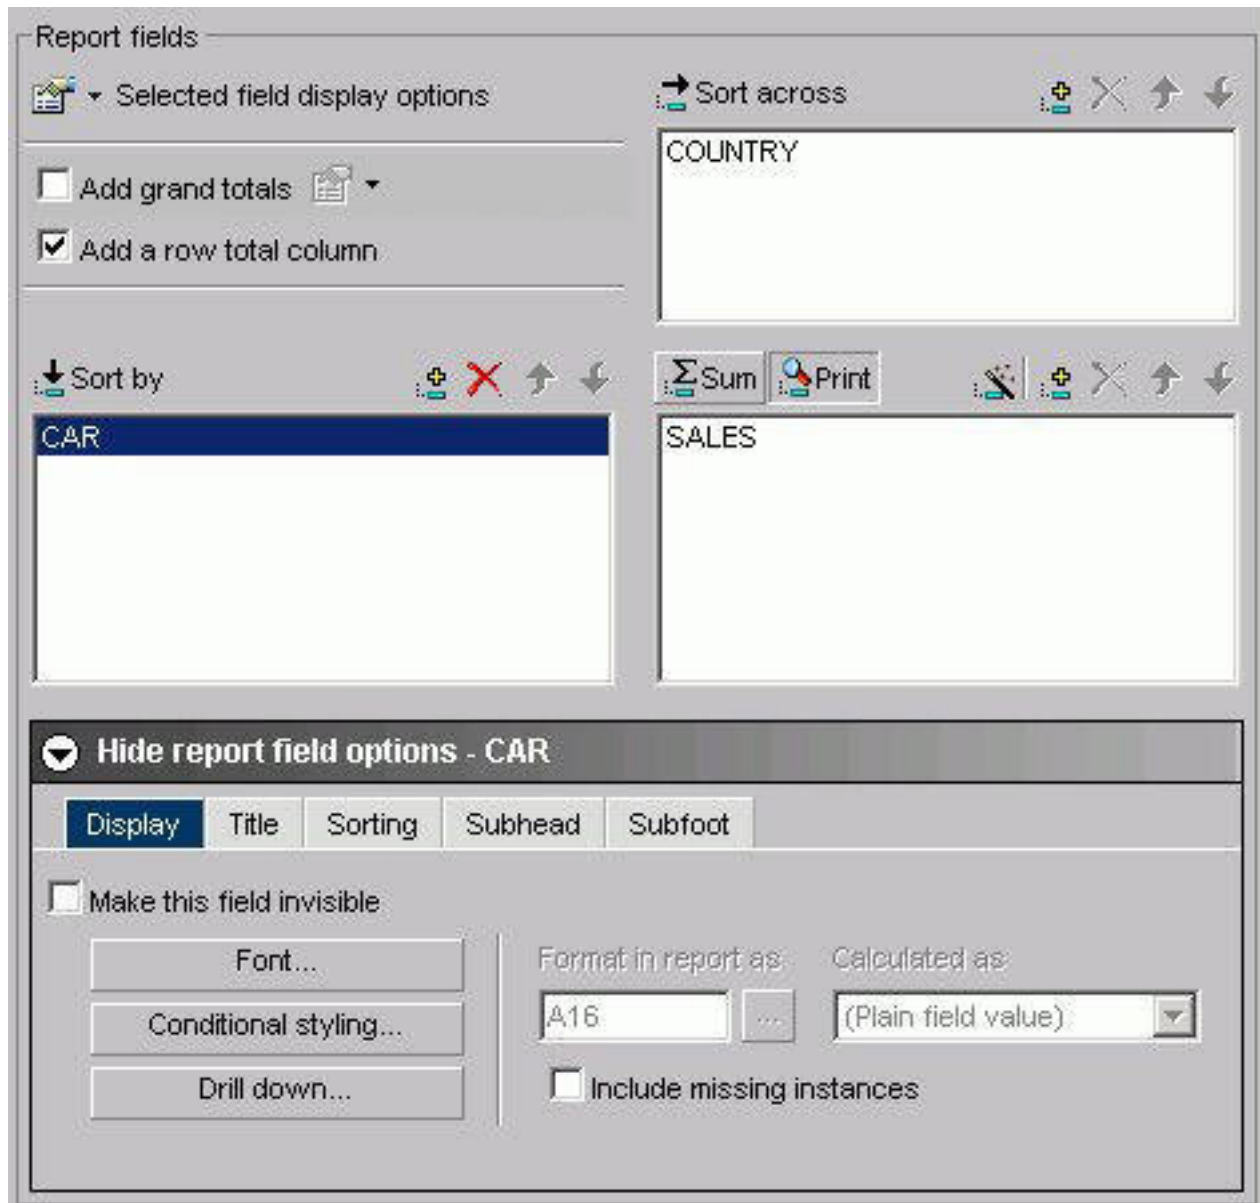 Report fields
Selected field display options
Sort across
COUNTRY
Add grand totals
Add a row total column
Sort by
Sum Print
CAR
SALES
Hide report field options - CAR
Display Title Sorting Subhead Subfoot
Make this field invisible
Font...
Format in report as:
Calculated as:
A16
...
(Plain field value)
Conditional styling...
Drill down...
Include missing instances